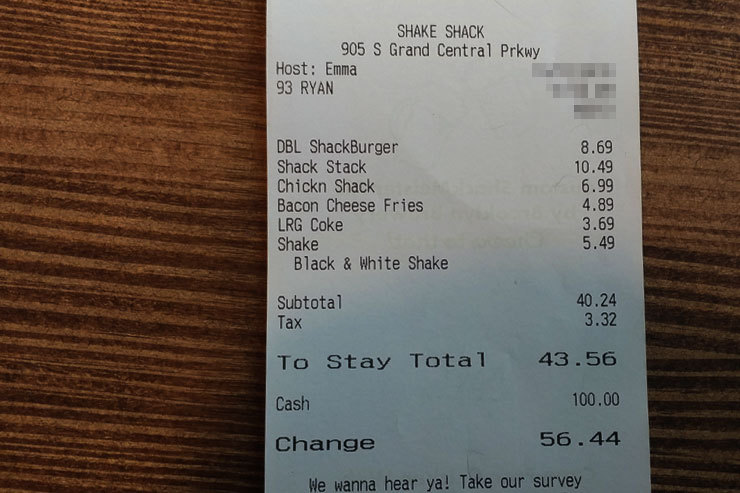 SHAKE SHACK
905 S Grand Central Prkwy
Host: Emma
93 RYAN
DBL ShackBurger 8.69
Shack Stack 10.49
Chickn Shack 6.99
Bacon Cheese Fries 4.89
LRG Coke 3.69
Shake 5.49
Black & White Shake
Subtotal 40.24
Tax 3.32
To Stay Total 43.56
Cash 100.00
Change 56.44
We wanna hear ya! Take our survey